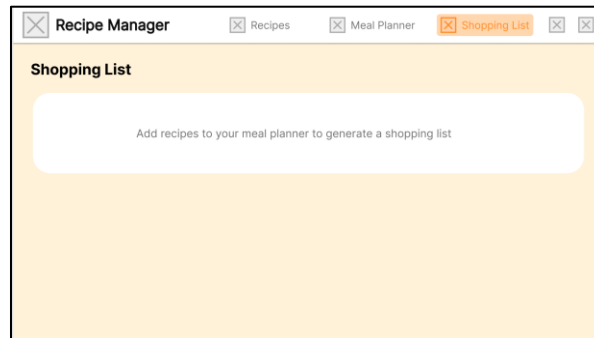 Recipe Manager
Recipes
Meal Planner
Shopping List
Shopping List
Add recipes to your meal planner to generate a shopping list